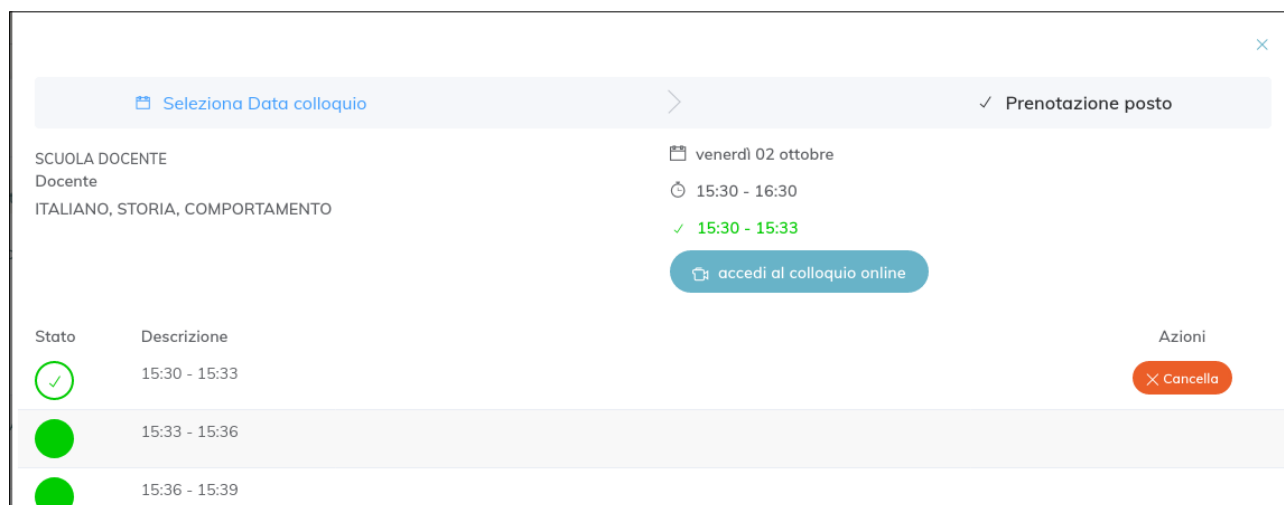 Seleziona Data colloquio
Prenotazione posto
SCUOLA DOCENTE
Docente
ITALIANO, STORIA, COMPORTAMENTO
venerdì 02 ottobre
15:30 - 16:30
15:30 - 15:33
accedi al colloquio online
Stato Descrizione Azioni
15:30 - 15:33 Cancella
15:33 - 15:36
15:36 - 15:39